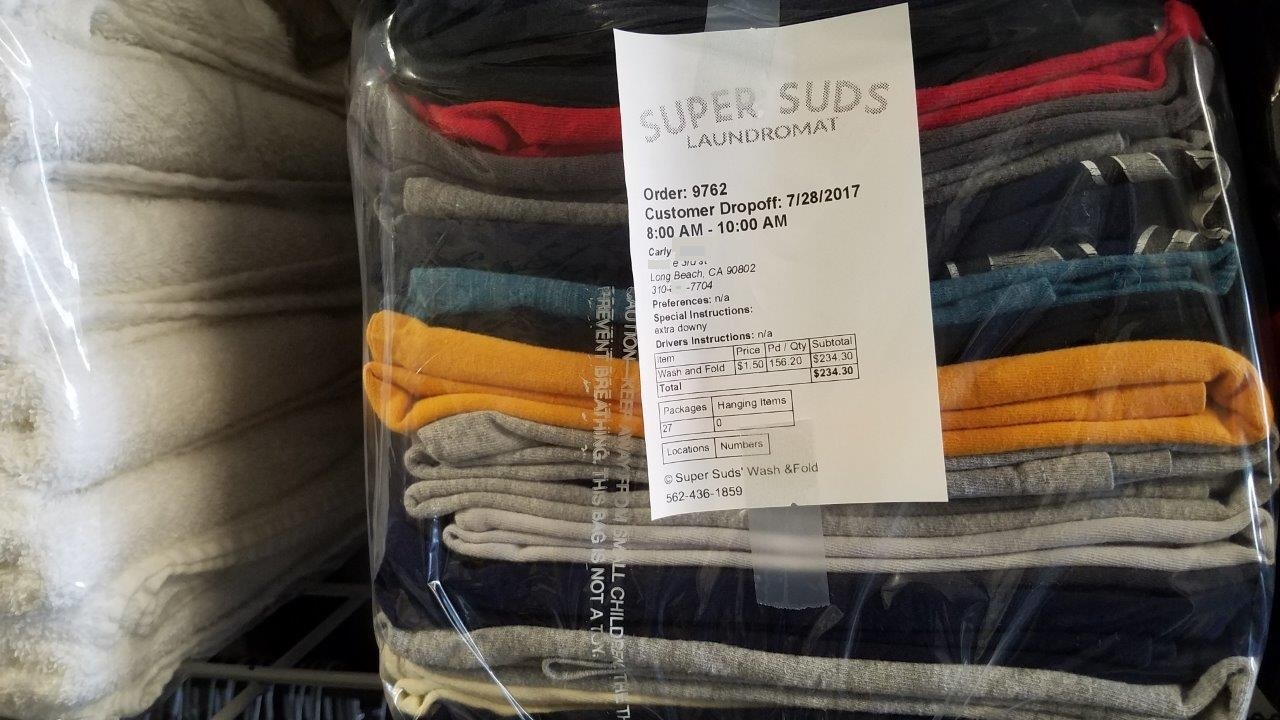 SUPER SUDS
LAUNDROMAT
Order: 9762
Customer Dropoff: 7/28/2017
8:00 AM - 10:00 AM
Carly
Long Beach, CA 90802
310- -7704
Preferences: n/a
Special Instructions:
extra downy
Drivers Instructions: n/a
Item Price Pd / Qty Subtotal
Wash and Fold $1.50 156.20 $234.30
Total $234.30
Packages Hanging Items
27 0
Locations Numbers
© Super Suds' Wash &Fold
562-436-1859
CAUTION—KEEP AWAY FROM SMALL CHILD
PREVENT BREATHING. THIS BAG IS NOT A